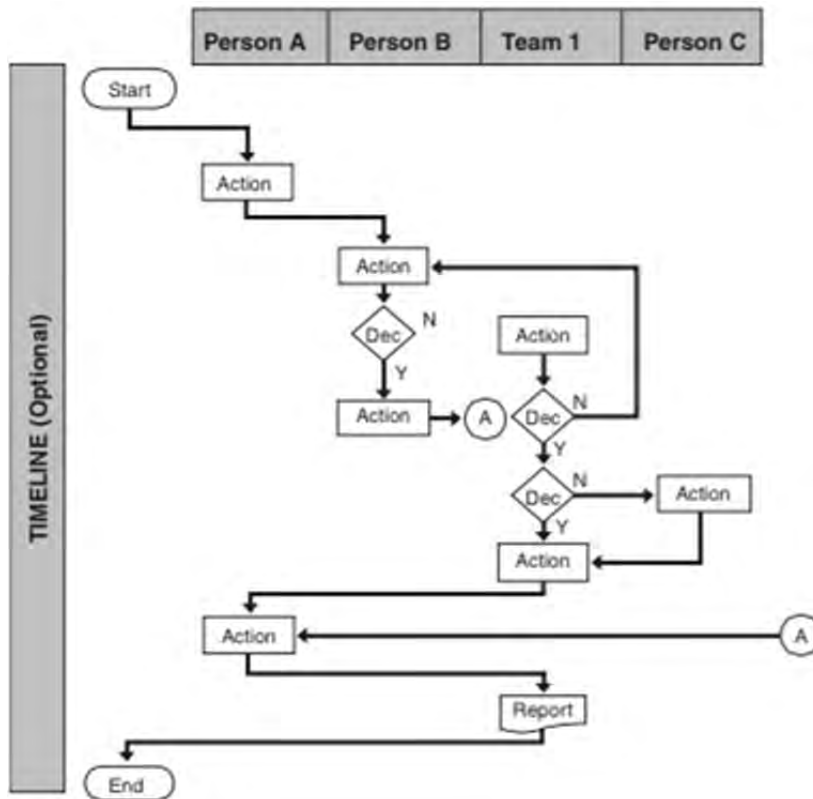 Person A Person B Team 1 Person C
TIMELINE (Optional)
Start
Action
Action
Dec N
Action
Y
Action A
Dec N
Y
Dec N
Action
Y
Action
Action
A
Report
End